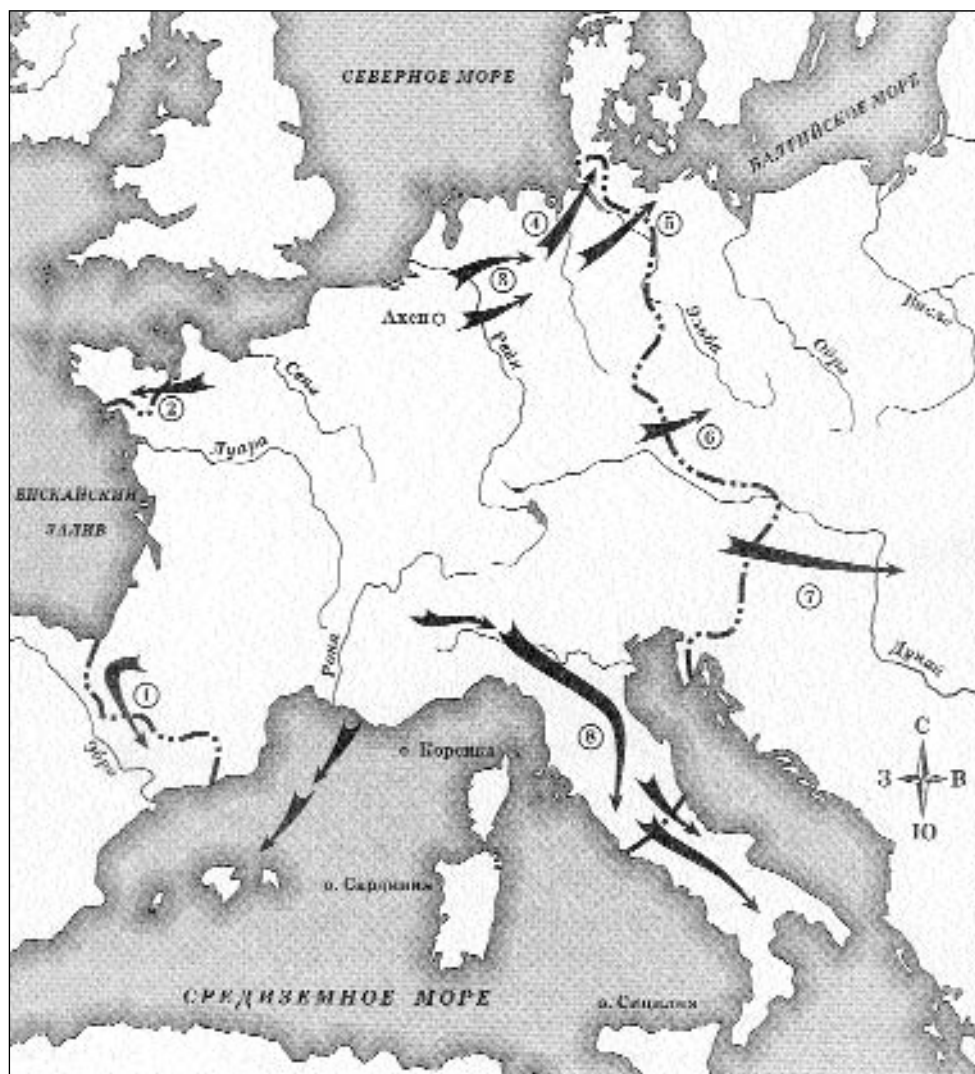 СЕВЕРНОЕ МОРЕ
БАЛТИЙСКОЕ МОРЕ
4
5
3
Ахен
Рейн
Эльба
Одра
Висла
Сена
2
6
Луара
БИСКАЙСКИЙ
ЗАЛИВ
7
Рона
Дунай
1
8
Эбро
о. Корсика
С
З
В
Ю
о. Сардиния
СРЕДИЗЕМНОЕ МОРЕ
о. Сицилия